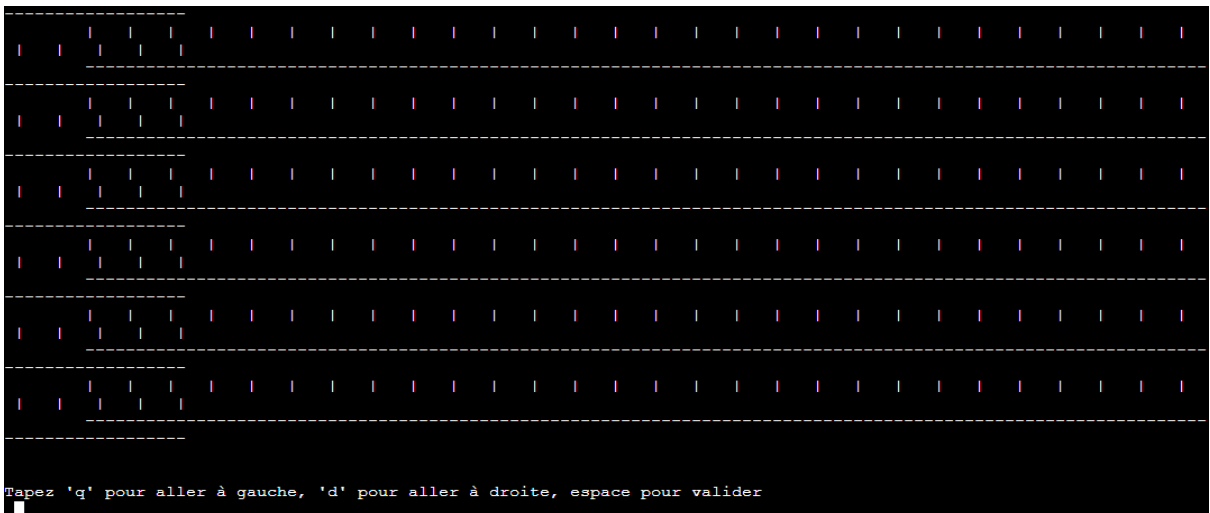 Tapez 'q' pour aller à gauche, 'd' pour aller à droite, espace pour valider